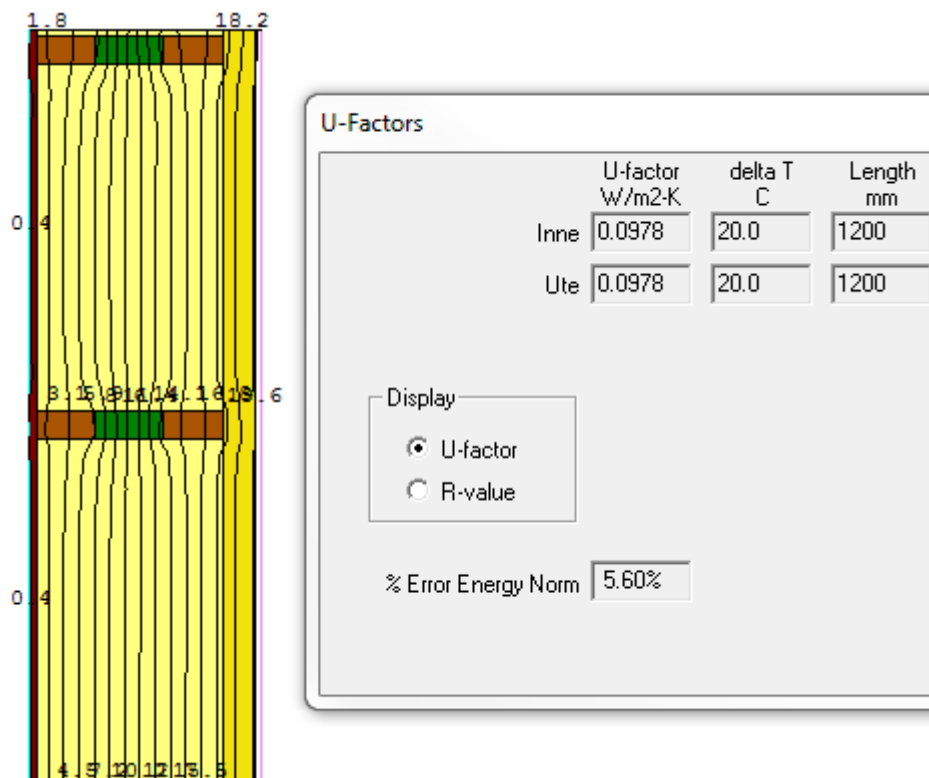 1.8 18.2
U-Factors
U-factor delta T Length
W/m2-K C mm
Inne 0.0978 20.0 1200
0.4
Ute 0.0978 20.0 1200
Display
U-factor
R-value
% Error Energy Norm 5.60%
0.4